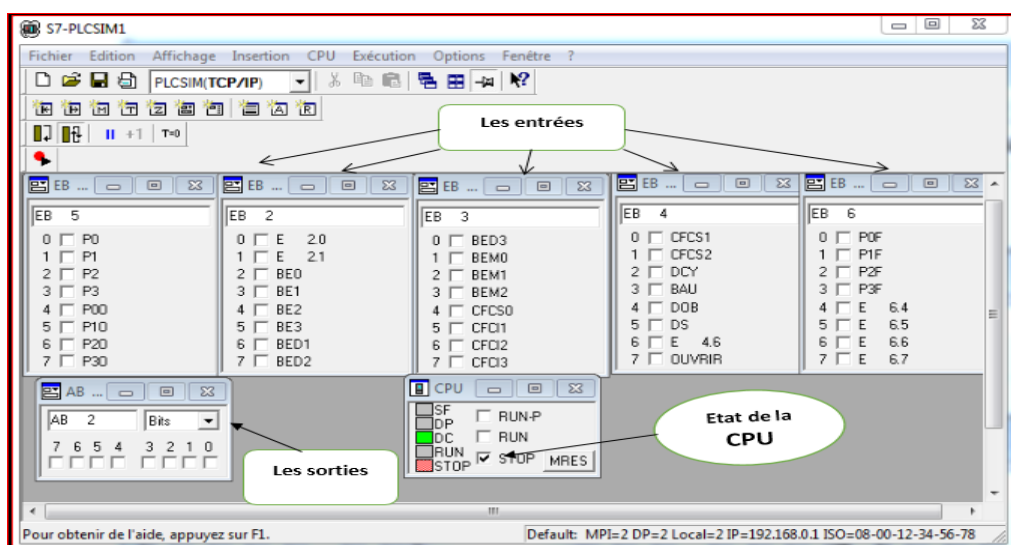 S7-PLCSIM1
Fichier Edition Affichage Insertion CPU Exécution Options Fenêtre ?
PLCSIM(TCP/IP)
+1 T=0
Les entrées
EB ...
EB 5
0 P0
1 P1
2 P2
3 P3
4 P00
5 P10
6 P20
7 P30
EB ...
EB 2
0 E 2.0
1 E 2.1
2 BE0
3 BE1
4 BE2
5 BE3
6 BED1
7 BED2
EB ...
EB 3
0 BED3
1 BEM0
2 BEM1
3 BEM2
4 CFCS0
5 CFCI1
6 CFCI2
7 CFCI3
EB ...
EB 4
0 CFCS1
1 CFCS2
2 DCY
3 BAU
4 DOB
5 DS
6 E 4.6
7 OUVRIR
EB ...
EB 6
0 P0F
1 P1F
2 P2F
3 P3F
4 E 6.4
5 E 6.5
6 E 6.6
7 E 6.7
AB ...
AB 2 Bits
7 6 5 4 3 2 1 0
Les sorties
CPU
SF
DP
DC
RUN
STOP
RUN-P
RUN
STOP MRES
Etat de la
CPU
Pour obtenir de l'aide, appuyez sur F1. Default: MPI=2 DP=2 Local=2 IP=192.168.0.1 ISO=08-00-12-34-56-78